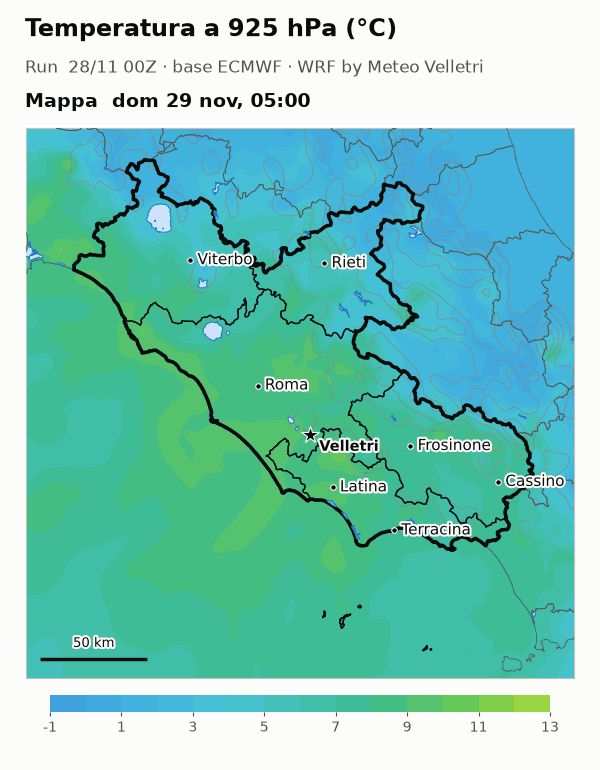 Temperatura a 925 hPa (°C)
Run 28/11 00Z · base ECMWF · WRF by Meteo Velletri
Mappa dom 29 nov, 05:00
Viterbo
Rieti
Roma
Velletri
Frosinone
Cassino
Latina
Terracina
50 km
-1 1 3 5 7 9 11 13